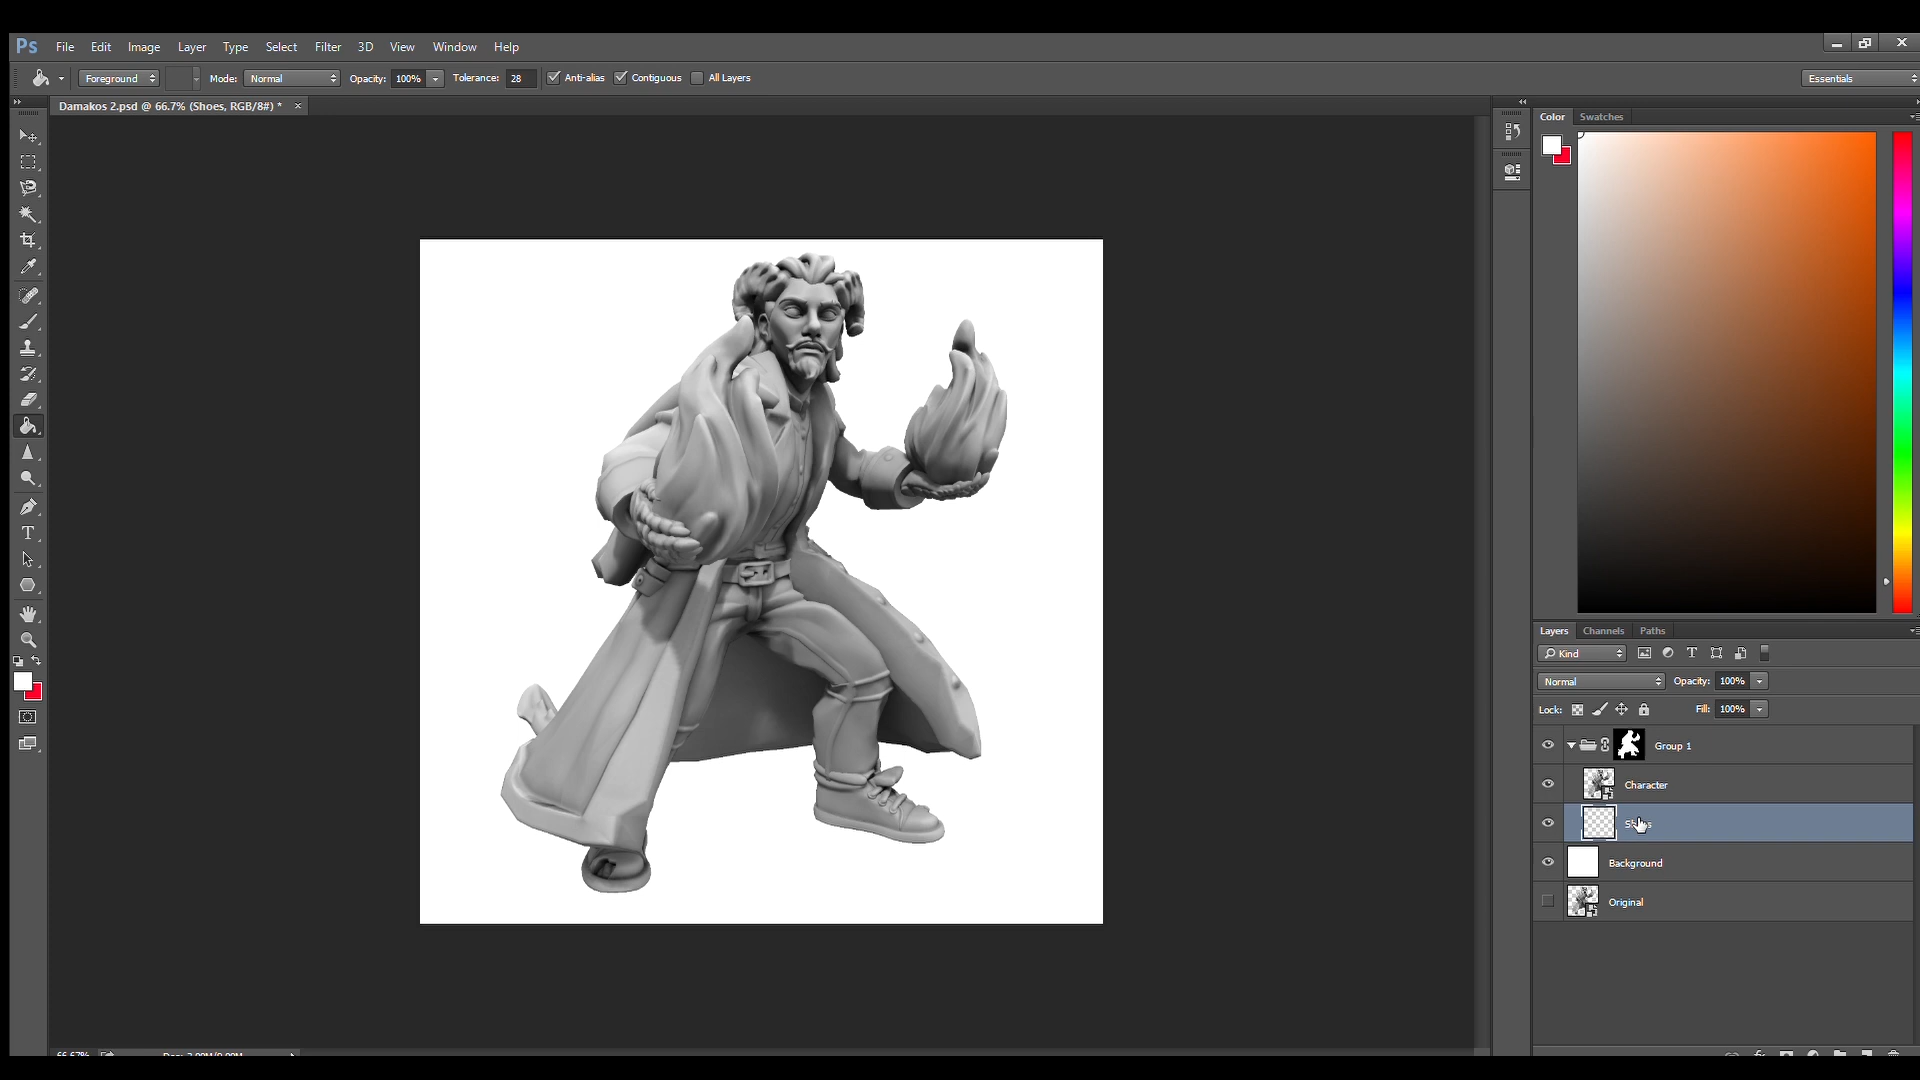 Ps File Edit Image Layer Type Select Filter 3D View Window Help
Foreground Mode: Normal Opacity: 100% Tolerance: 28 Anti-alias Contiguous All Layers Essentials
Damakos 2.psd @ 66.7% (Shoes, RGB/8#) * ×
Color Swatches
Layers Channels Paths
Kind
Normal Opacity: 100%
Lock: Fill: 100%
Group 1
Character
Background
Original